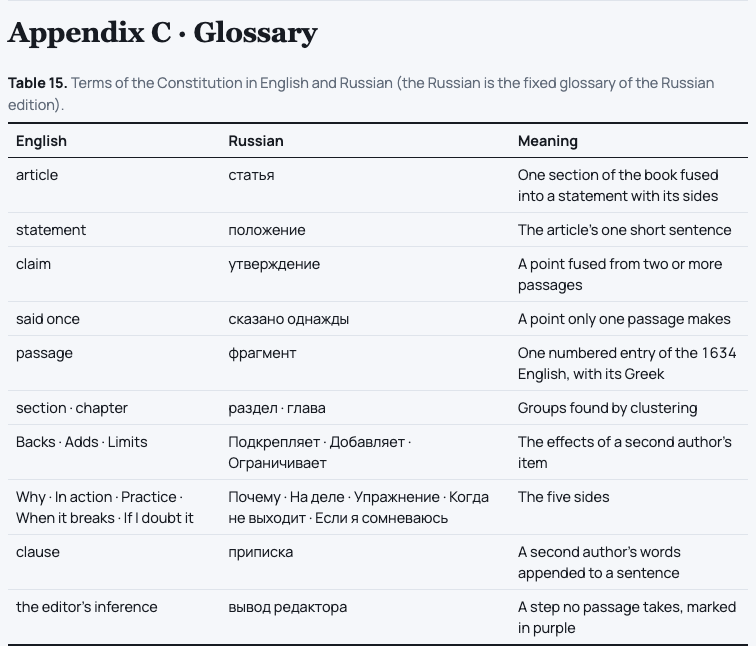 Appendix C · Glossary
Table 15. Terms of the Constitution in English and Russian (the Russian is the fixed glossary of the Russian
edition).
English Russian Meaning
article статья One section of the book fused
into a statement with its sides
statement положение The article's one short sentence
claim утверждение A point fused from two or more
passages
said once сказано однажды A point only one passage makes
passage фрагмент One numbered entry of the 1634
English, with its Greek
section · chapter раздел · глава Groups found by clustering
Backs · Adds · Limits Подкрепляет · Добавляет · The effects of a second author's
Ограничивает item
Why · In action · Practice · Почему · На деле · Упражнение · Когда The five sides
When it breaks · If I doubt it не выходит · Если я сомневаюсь
clause приписка A second author's words
appended to a sentence
the editor's inference вывод редактора A step no passage takes, marked
in purple